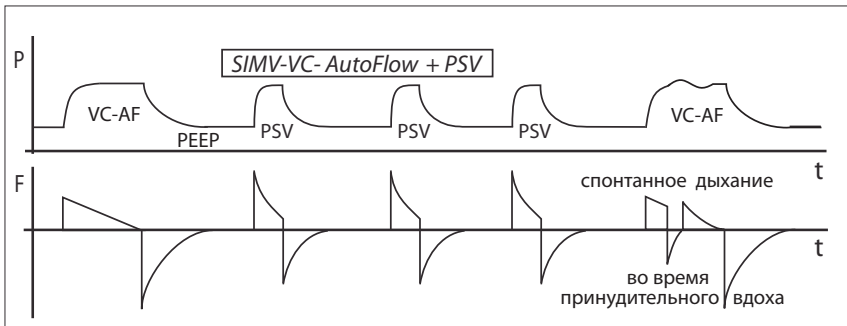 P
SIMV-VC- AutoFlow + PSV
VC-AF
PEEP
PSV
PSV
PSV
VC-AF
t
F
спонтанное дыхание
t
во время
принудительного вдоха